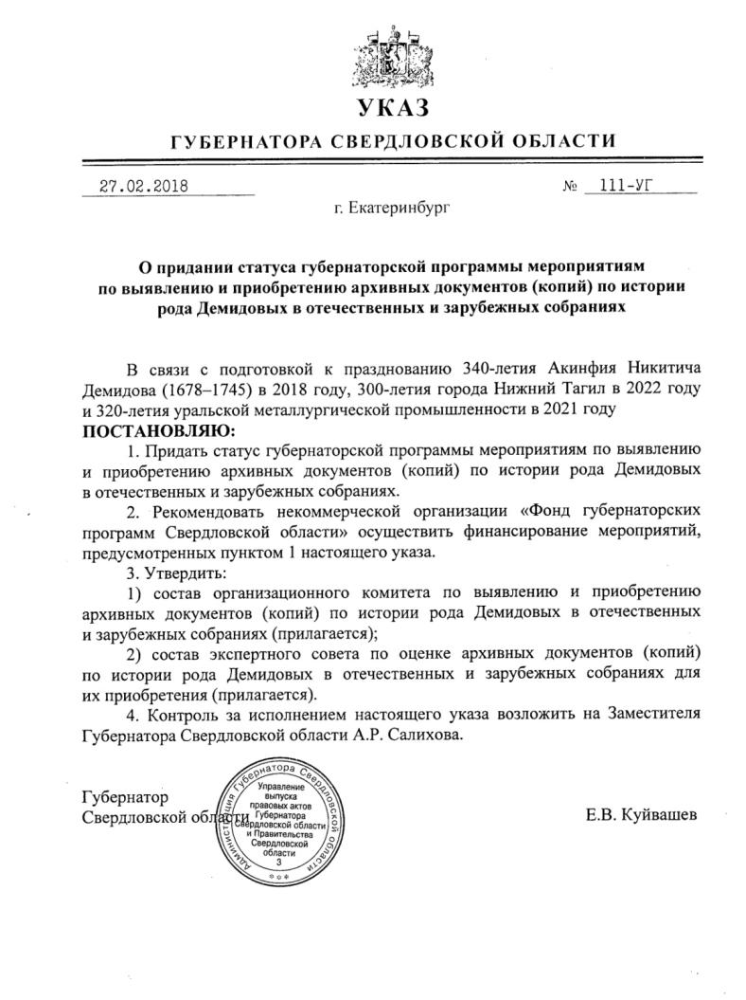 УКАЗ
ГУБЕРНАТОРА СВЕРДЛОВСКОЙ ОБЛАСТИ
27.02.2018 № 111-УГ
г. Екатеринбург
О придании статуса губернаторской программы мероприятиям
по выявлению и приобретению архивных документов (копий) по истории
рода Демидовых в отечественных и зарубежных собраниях
В связи с подготовкой к празднованию 340-летия Акинфия Никитича
Демидова (1678–1745) в 2018 году, 300-летия города Нижний Тагил в 2022 году
и 320-летия уральской металлургической промышленности в 2021 году
ПОСТАНОВЛЯЮ:
1. Придать статус губернаторской программы мероприятиям по выявлению
и приобретению архивных документов (копий) по истории рода Демидовых
в отечественных и зарубежных собраниях.
2. Рекомендовать некоммерческой организации «Фонд губернаторских
программ Свердловской области» осуществить финансирование мероприятий,
предусмотренных пунктом 1 настоящего указа.
3. Утвердить:
1) состав организационного комитета по выявлению и приобретению
архивных документов (копий) по истории рода Демидовых в отечественных
и зарубежных собраниях (прилагается);
2) состав экспертного совета по оценке архивных документов (копий)
по истории рода Демидовых в отечественных и зарубежных собраниях для
их приобретения (прилагается).
4. Контроль за исполнением настоящего указа возложить на Заместителя
Губернатора Свердловской области А.Р. Салихова.
Губернатор
Свердловской области Е.В. Куйвашев
Администрация Губернатора Свердловской области
Управление
выпуска
правовых актов
Губернатора
Свердловской области
и Правительства
Свердловской
области
3